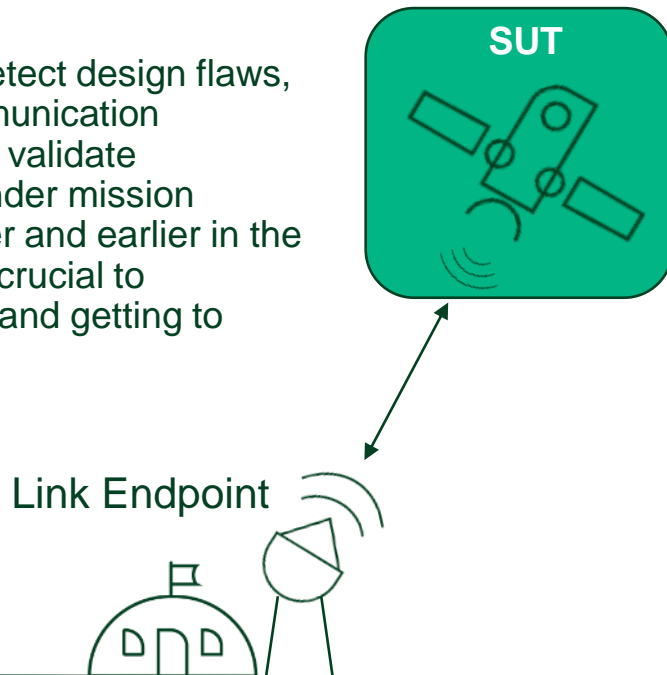 SUT
etect design flaws,
munication
validate
nder mission
er and earlier in the
crucial to
and getting to
Link Endpoint